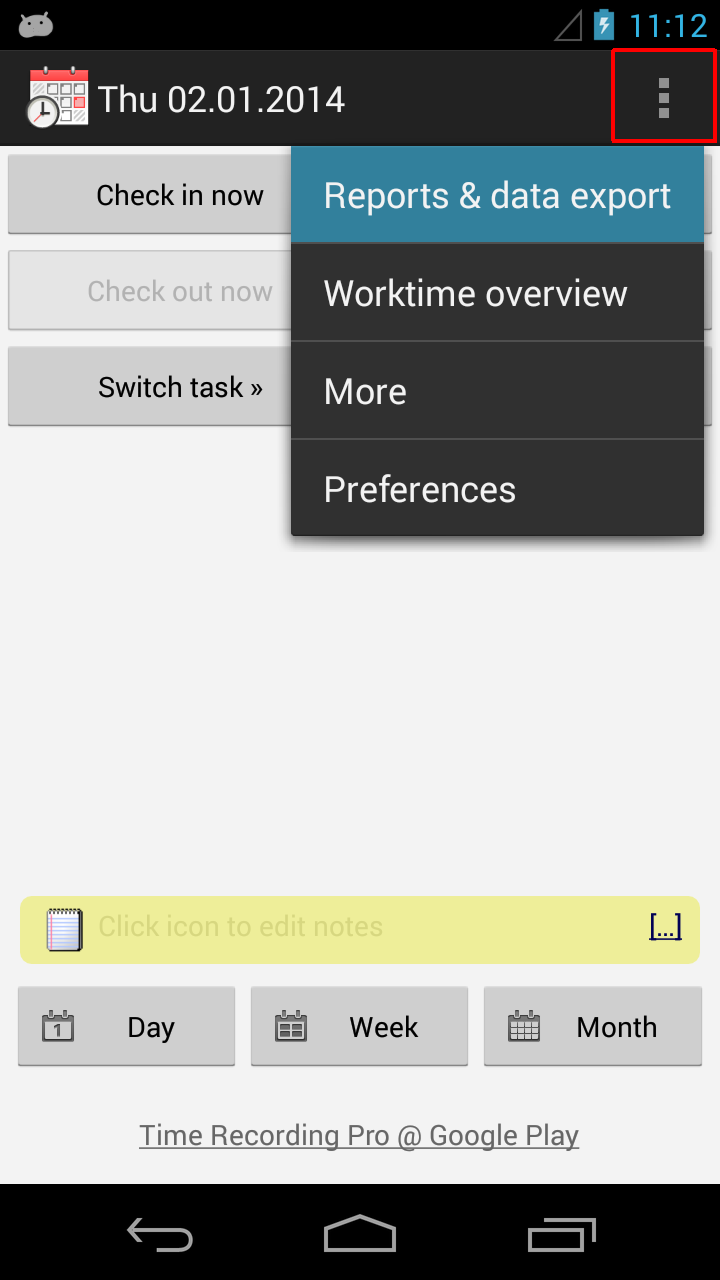 11:12
Thu 02.01.2014
Check in now
Reports & data export
Check out now
Worktime overview
Switch task »
More
Preferences
Click icon to edit notes
[...]
1
Day
Week
Month
Time Recording Pro @ Google Play